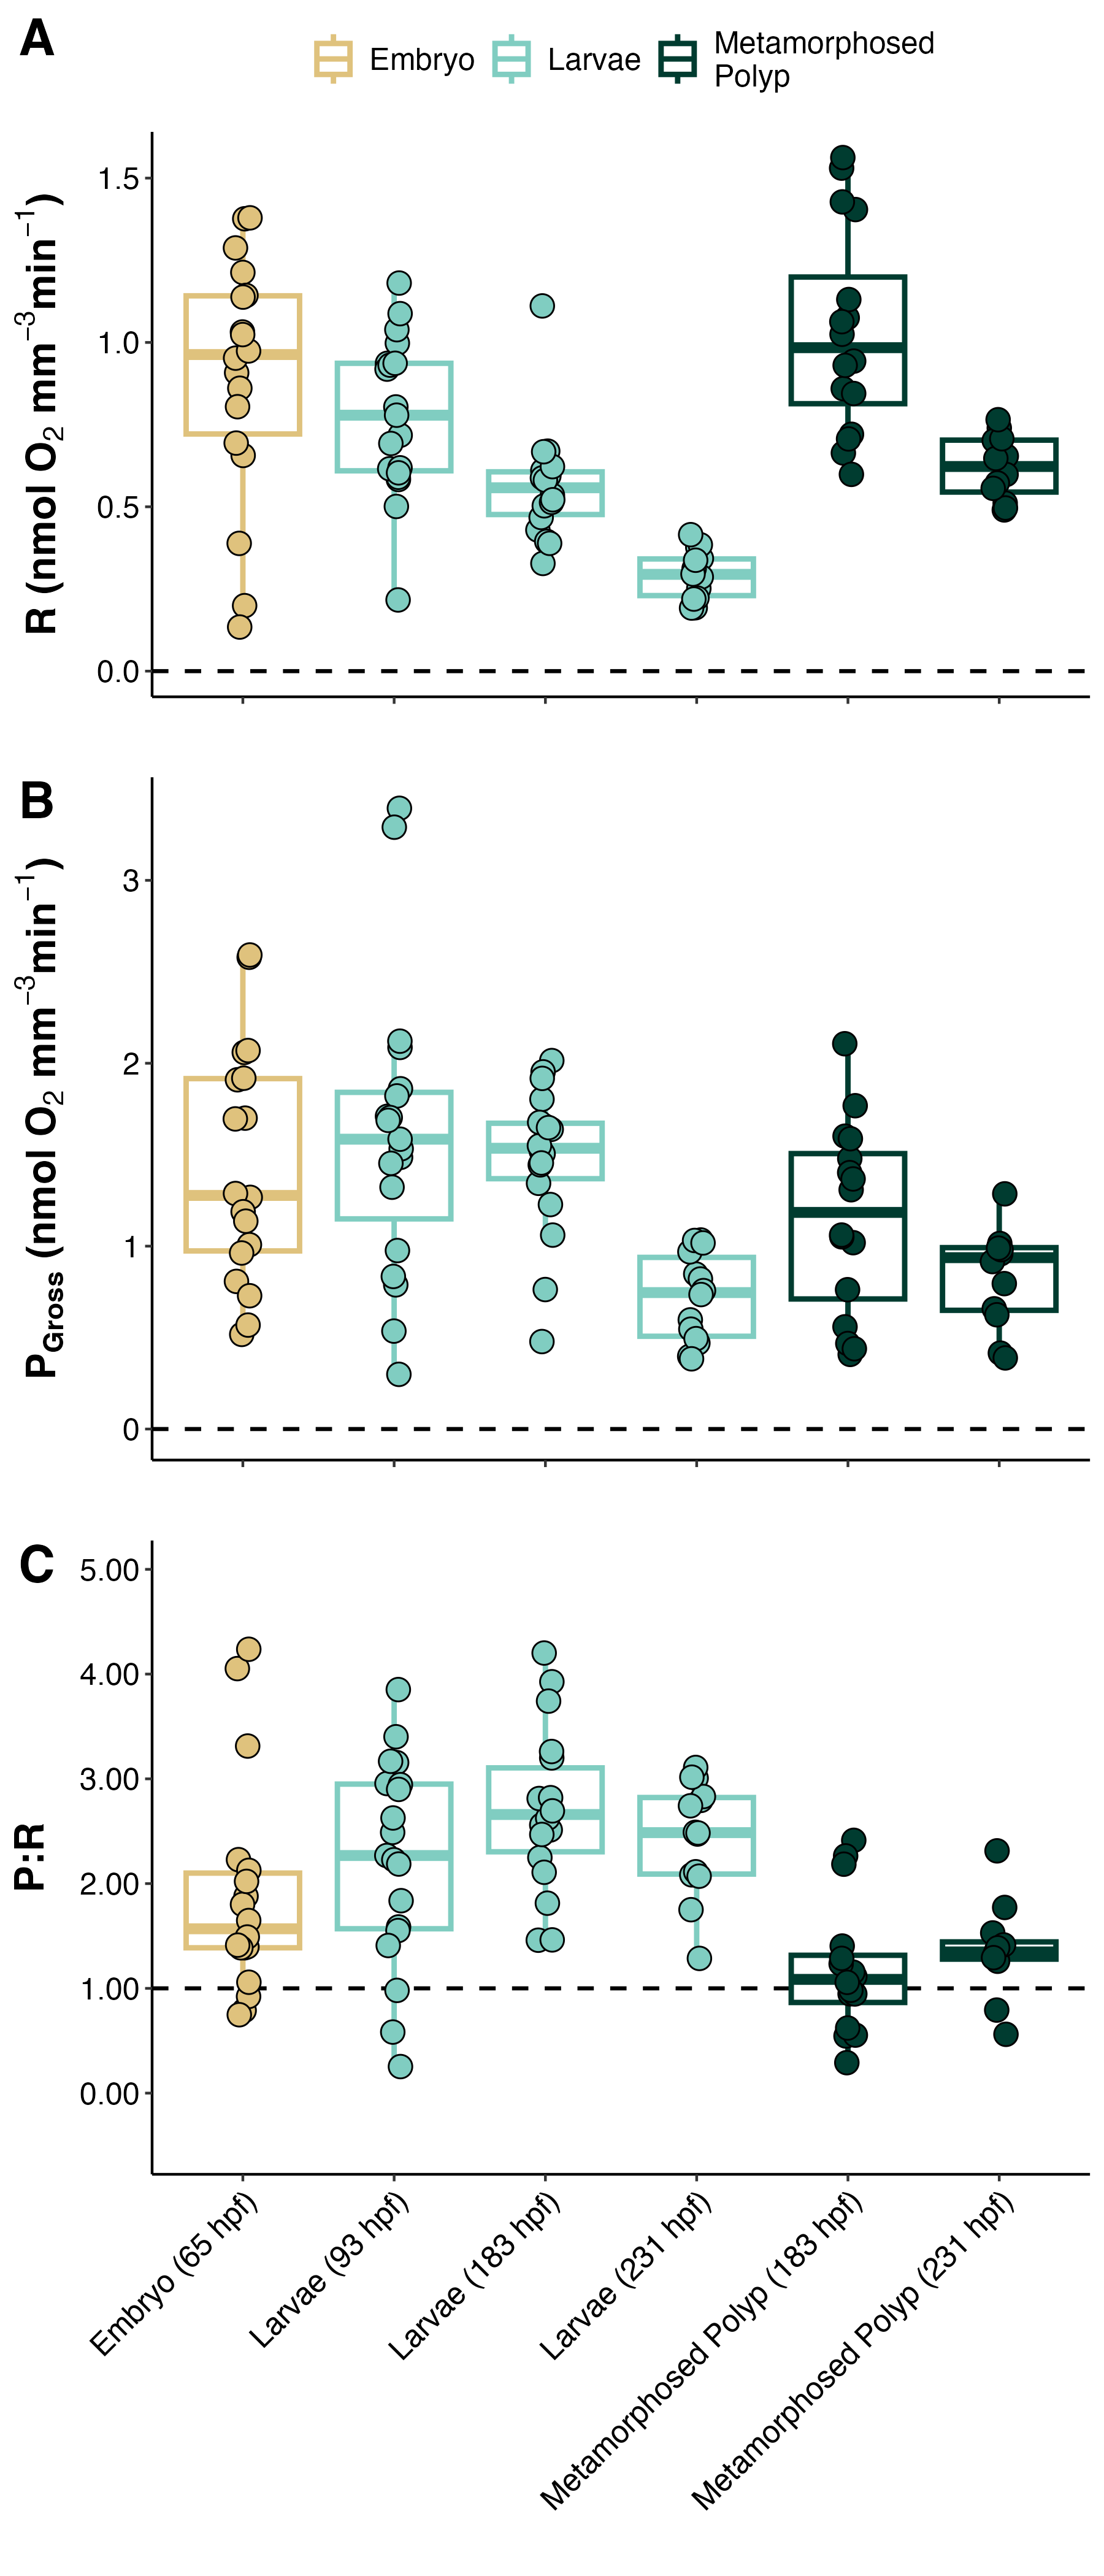 A
Embryo
Larvae
Metamorphosed
Polyp
R (nmol O₂ mm⁻³min⁻¹)
1.5
1.0
0.5
0.0
B
P_Gross (nmol O₂ mm⁻³min⁻¹)
3
2
1
0
C
P:R
5.00
4.00
3.00
2.00
1.00
0.00
Embryo (65 hpf)
Larvae (93 hpf)
Larvae (183 hpf)
Larvae (231 hpf)
Metamorphosed Polyp (183 hpf)
Metamorphosed Polyp (231 hpf)